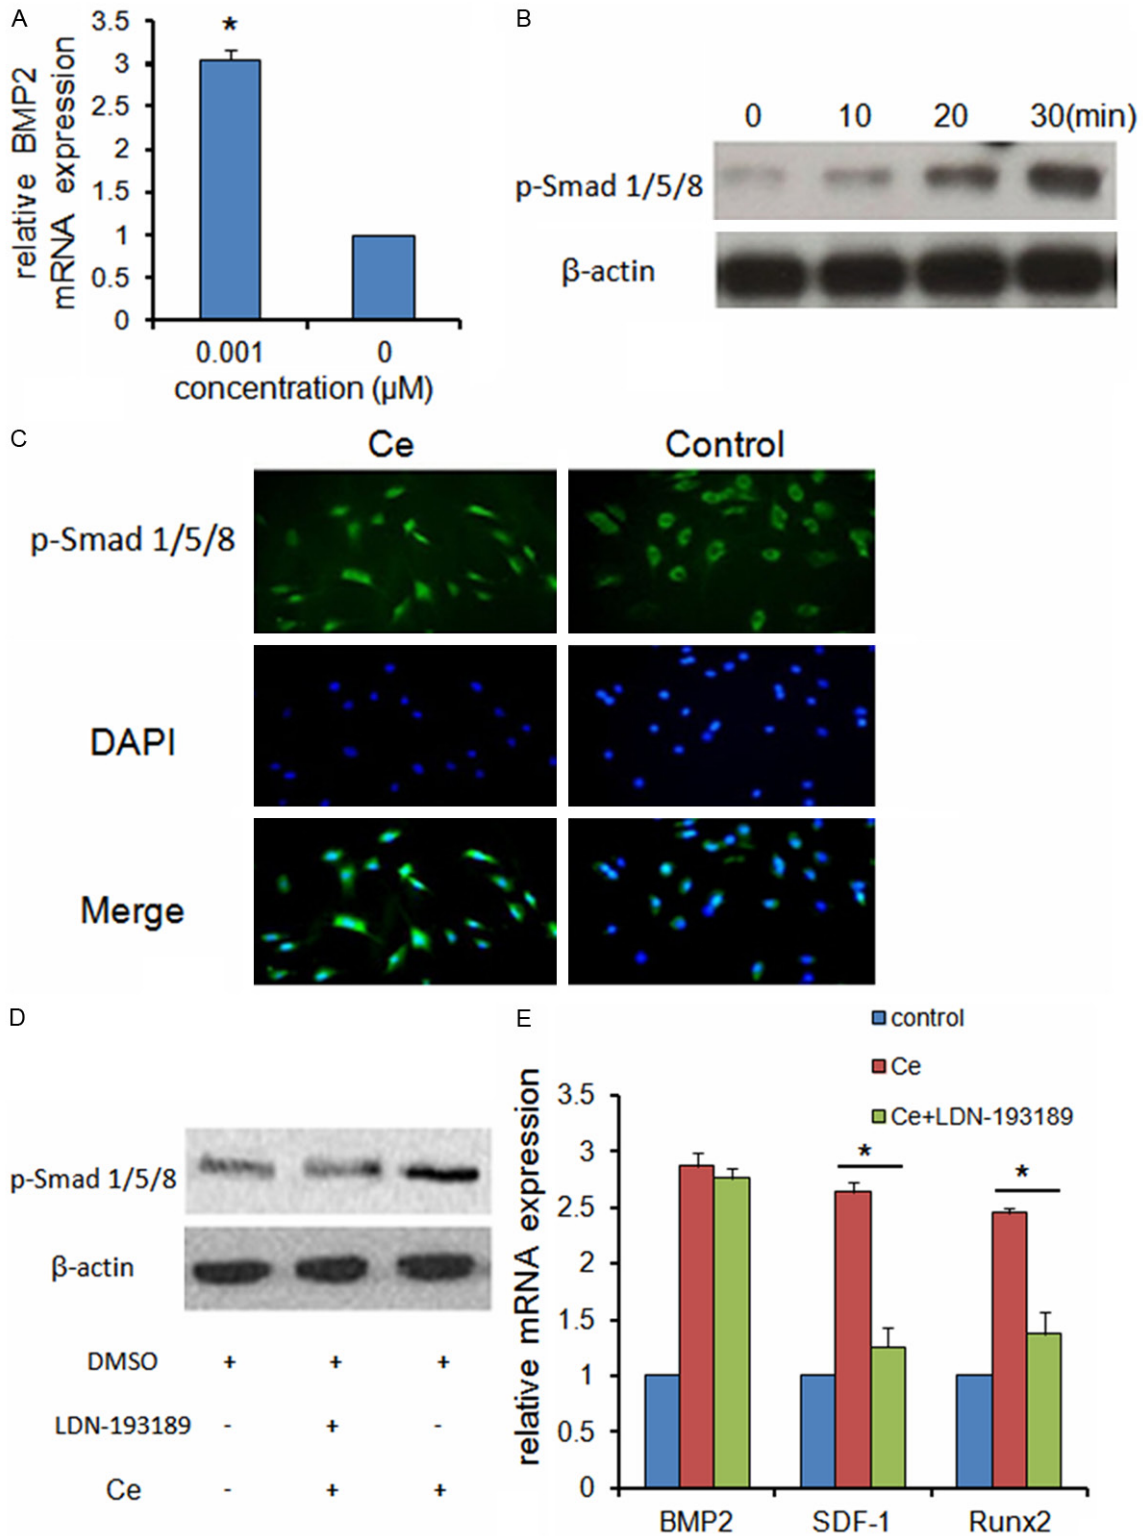 A
relative BMP2
mRNA expression
3.5
3
2.5
2
1.5
1
0.5
0
*
0.001 0
concentration (µM)
B
0 10 20 30(min)
p-Smad 1/5/8
β-actin
C
Ce Control
p-Smad 1/5/8
DAPI
Merge
D
p-Smad 1/5/8
β-actin
DMSO + + +
LDN-193189 - + -
Ce - + +
E
control
Ce
Ce+LDN-193189
relative mRNA expression
3.5
3
2.5
2
1.5
1
0.5
0
*
*
BMP2 SDF-1 Runx2